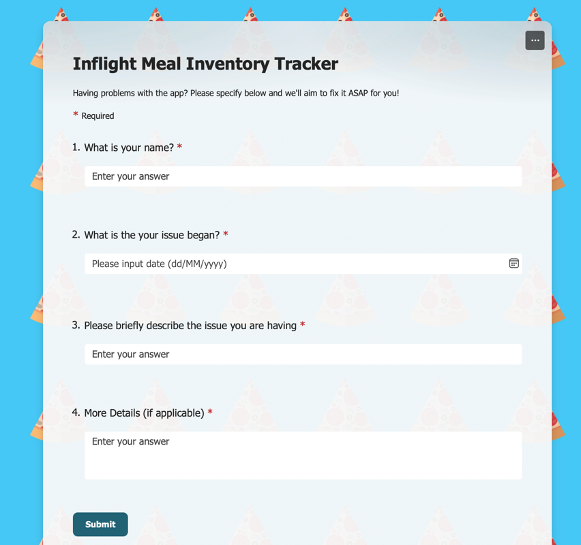 Inflight Meal Inventory Tracker
Having problems with the app? Please specify below and we'll aim to fix it ASAP for you!
* Required
1. What is your name? *
Enter your answer
2. What is the your issue began? *
Please input date (dd/MM/yyyy)
3. Please briefly describe the issue you are having *
Enter your answer
4. More Details (if applicable) *
Enter your answer
Submit